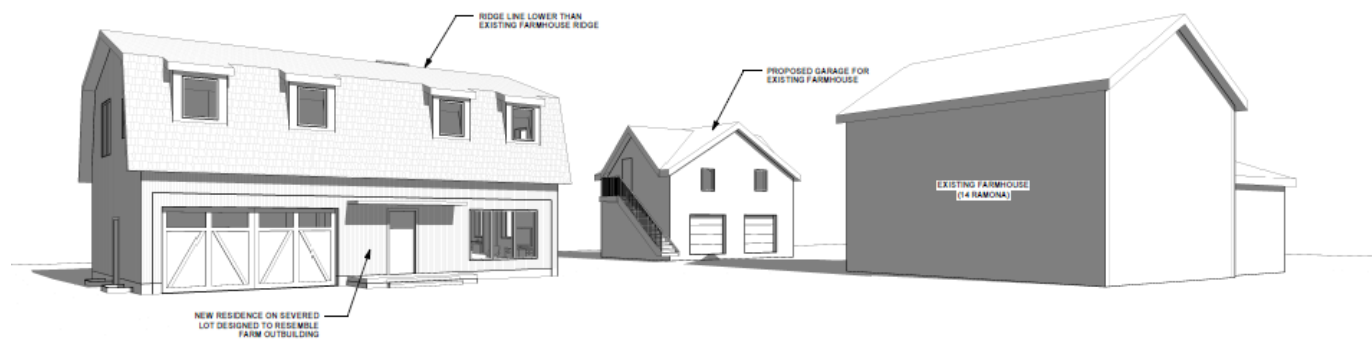 RIDGE LINE LOWER THAN
EXISTING FARMHOUSE RIDGE
PROPOSED GARAGE FOR
EXISTING FARMHOUSE
EXISTING FARMHOUSE
(14 RAMONA)
NEW RESIDENCE ON SEVERED
LOT DESIGNED TO RESEMBLE
FARM OUTBUILDING